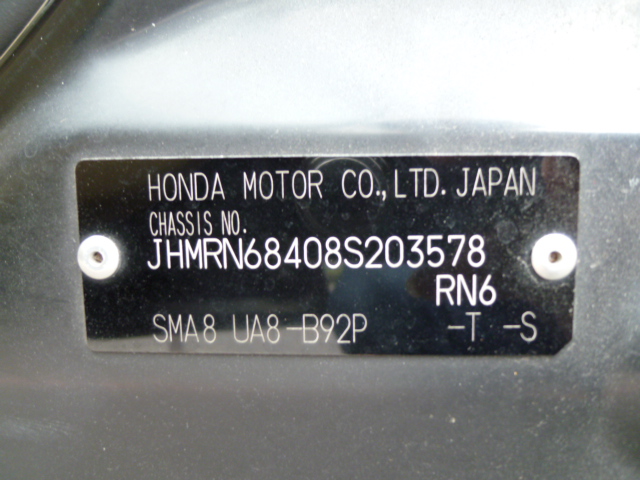 HONDA MOTOR CO.,LTD. JAPAN
CHASSIS NO.
JHMRN68408S203578
RN6
SMA8 UA8-B92P -T -S